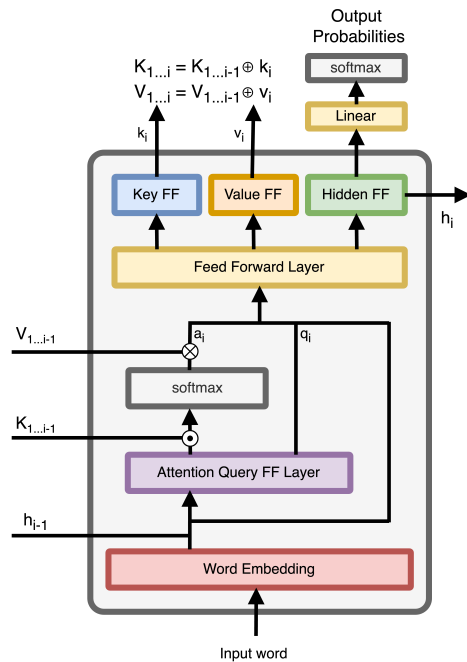 Output
Probabilities
softmax
K1...i = K1...i-1 ⊕ ki
V1...i = V1...i-1 ⊕ vi
Linear
ki
vi
Key FF
Value FF
Hidden FF
hi
Feed Forward Layer
V1...i-1
ai
qi
softmax
K1...i-1
Attention Query FF Layer
hi-1
Word Embedding
Input word